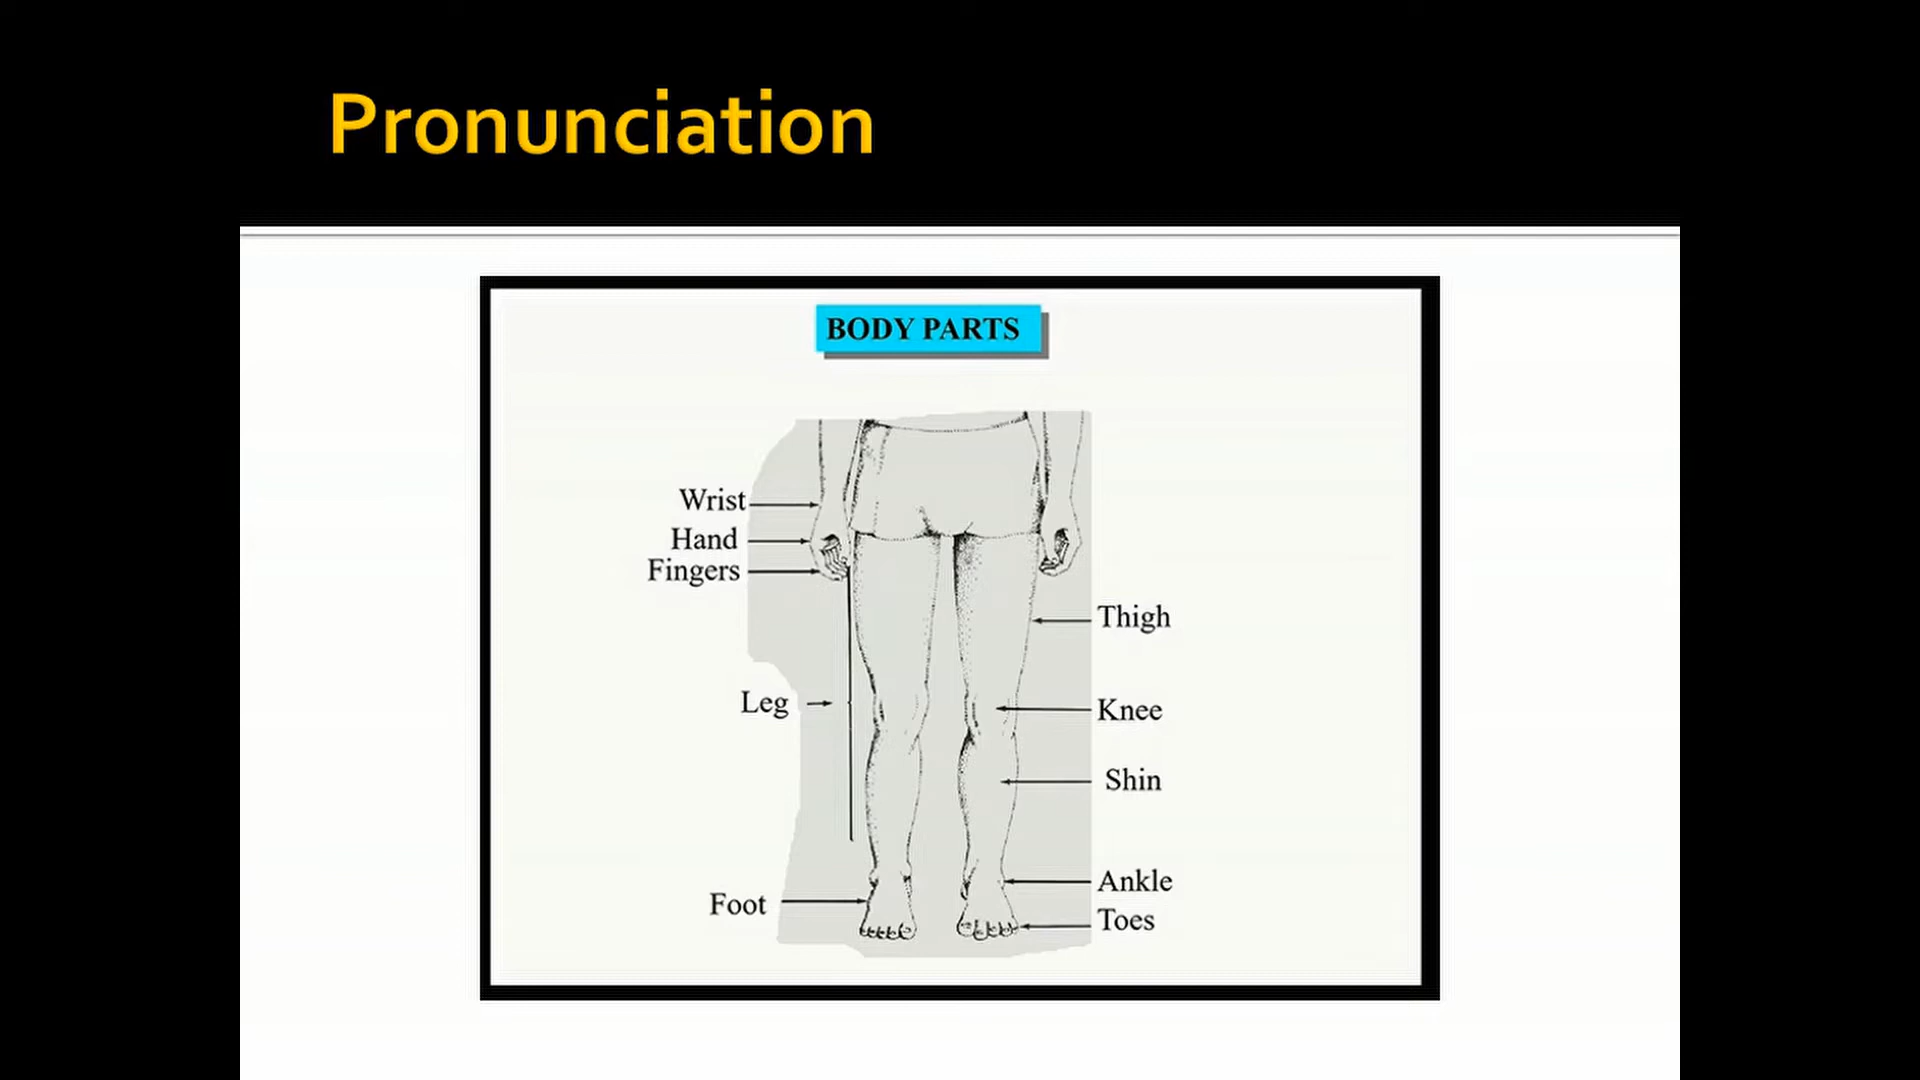 Pronunciation
BODY PARTS
Wrist
Hand
Fingers
Thigh
Leg
Knee
Shin
Ankle
Foot
Toes